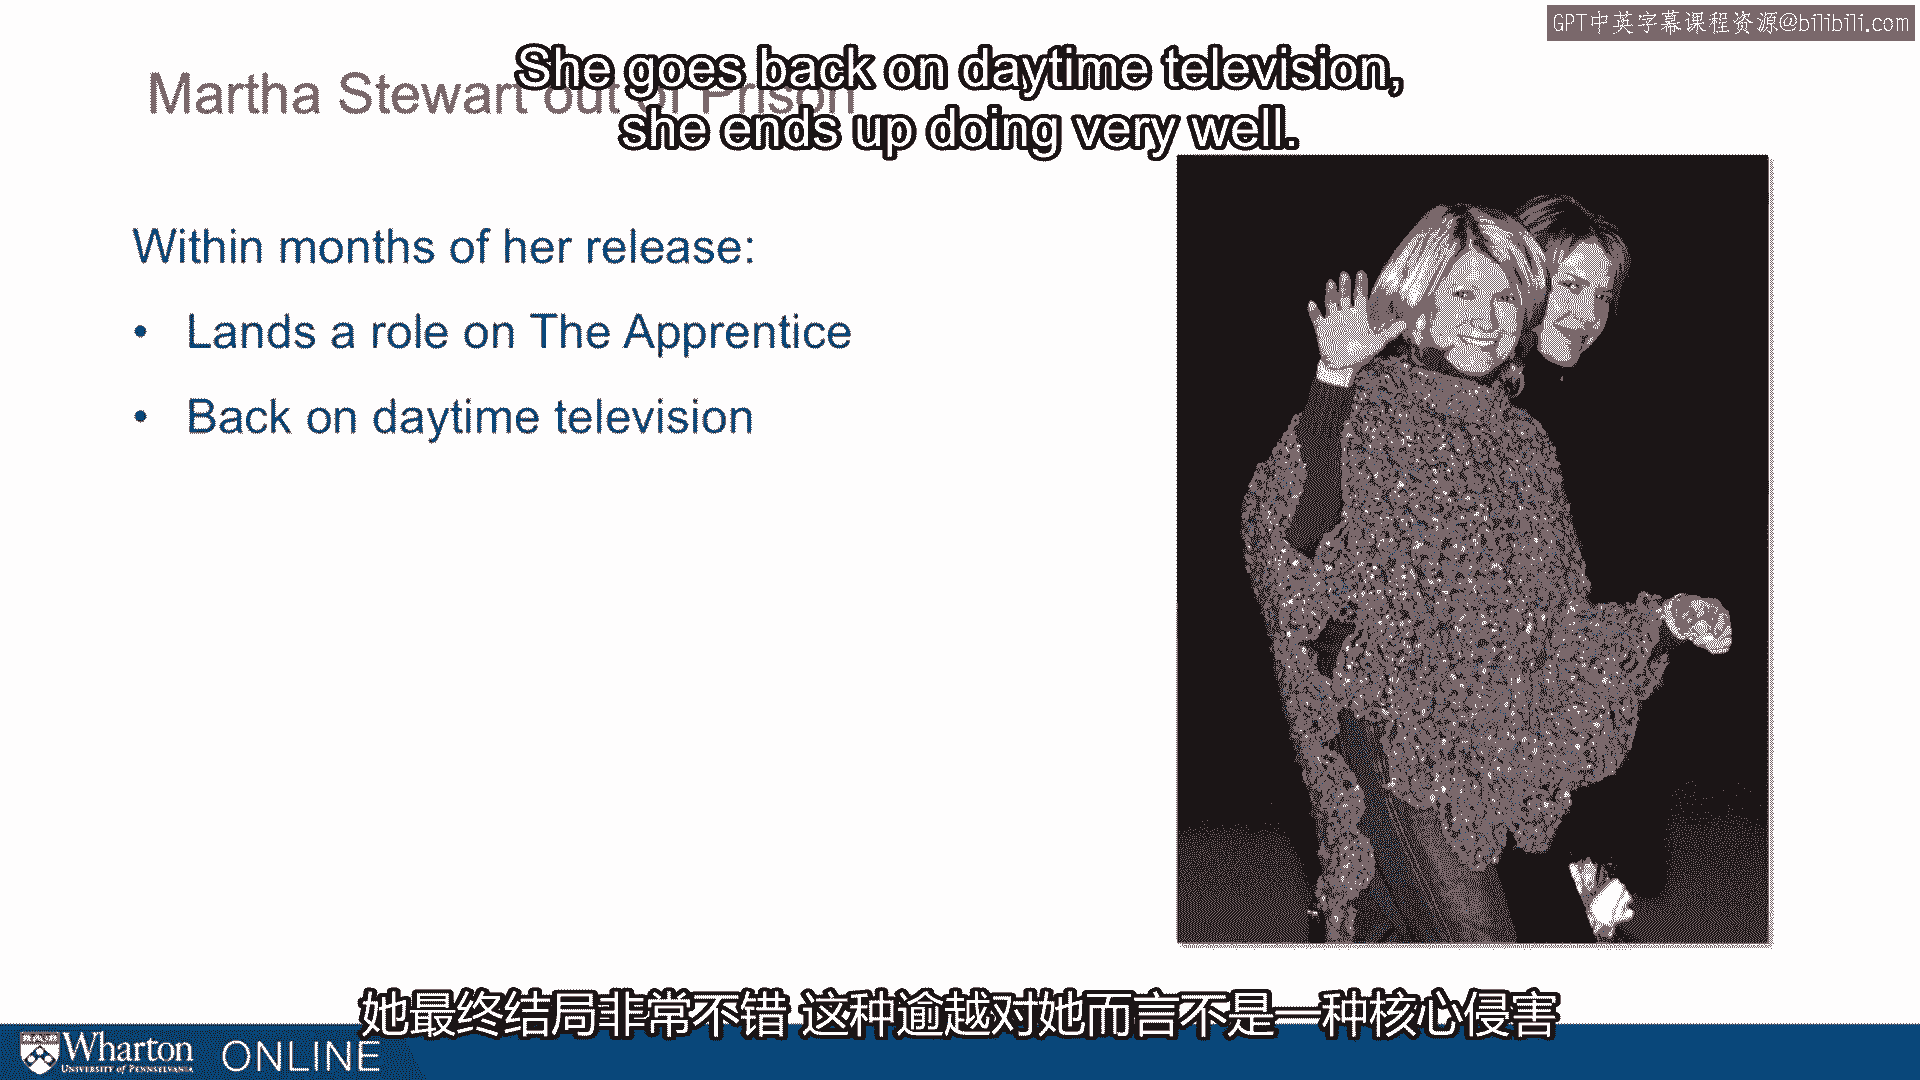 GPT中英字幕课程资源@bilibili.com
She goes back on daytime television,
she ends up doing very well.
Martha Stewart out of Prison
Within months of her release:
• Lands a role on The Apprentice
• Back on daytime television
她最终结局非常不错 这种逾越对她而言不是一种核心侵害
Wharton
UNIVERSITY of PENNSYLVANIA
ONLINE